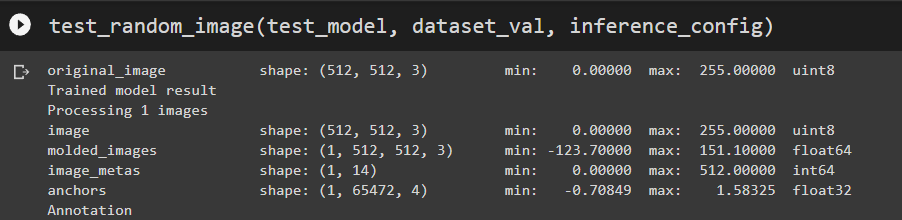 test_random_image(test_model, dataset_val, inference_config)
original_image shape: (512, 512, 3) min: 0.00000 max: 255.00000 uint8
Trained model result
Processing 1 images
image shape: (512, 512, 3) min: 0.00000 max: 255.00000 uint8
molded_images shape: (1, 512, 512, 3) min: -123.70000 max: 151.10000 float64
image_metas shape: (1, 14) min: 0.00000 max: 512.00000 int64
anchors shape: (1, 65472, 4) min: -0.70849 max: 1.58325 float32
Annotation